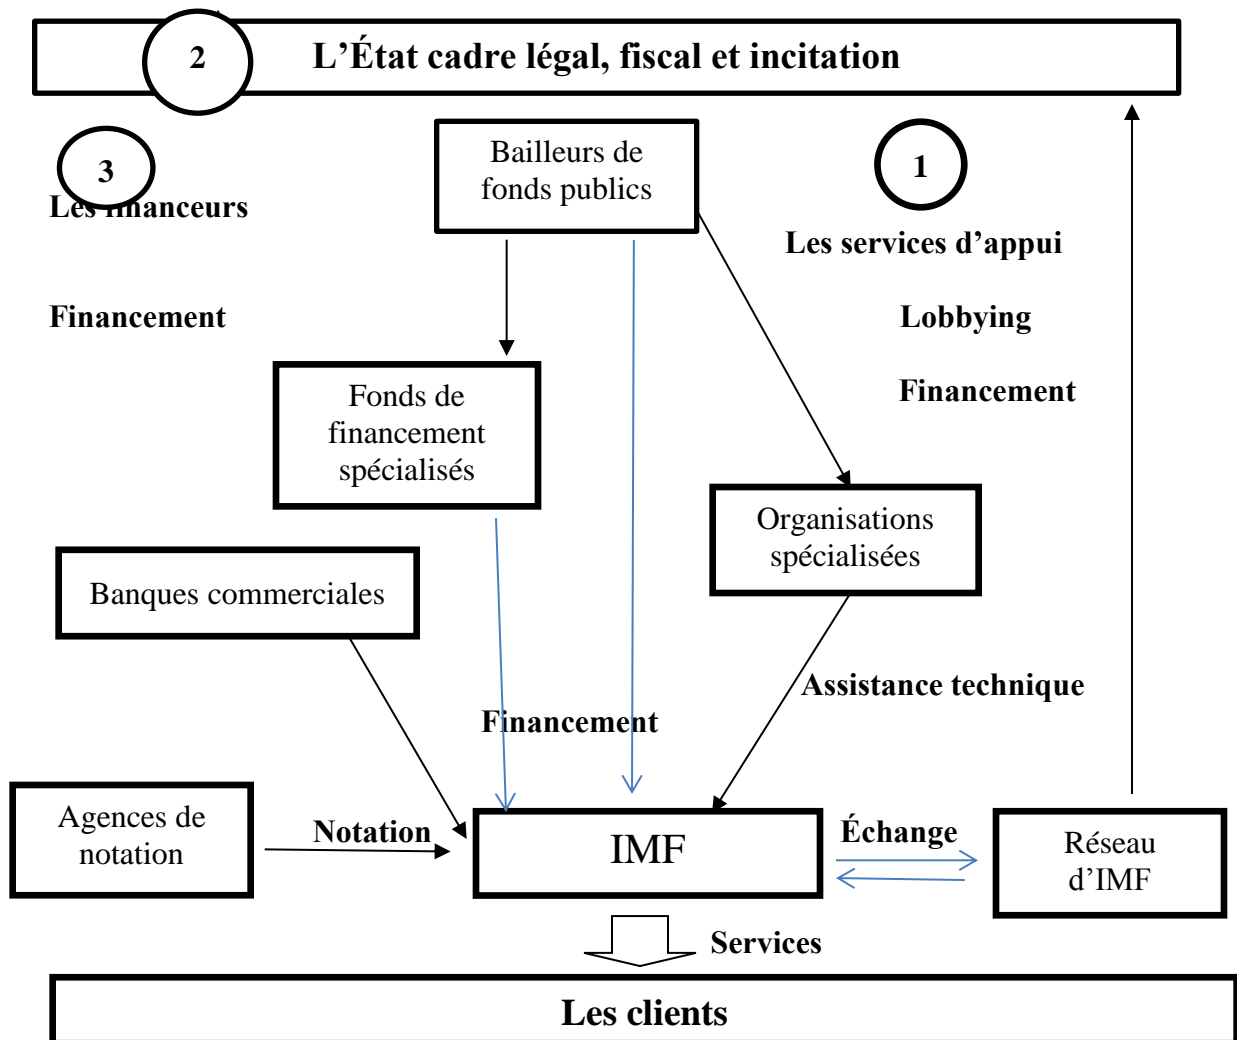 2
L’État cadre légal, fiscal et incitation
3
Bailleurs de
fonds publics
1
Les financeurs
Les services d’appui
Financement
Lobbying
Financement
Fonds de
financement
spécialisés
Organisations
spécialisées
Banques commerciales
Assistance technique
Financement
Agences de
notation
Notation
IMF
Échange
Réseau
d’IMF
Services
Les clients